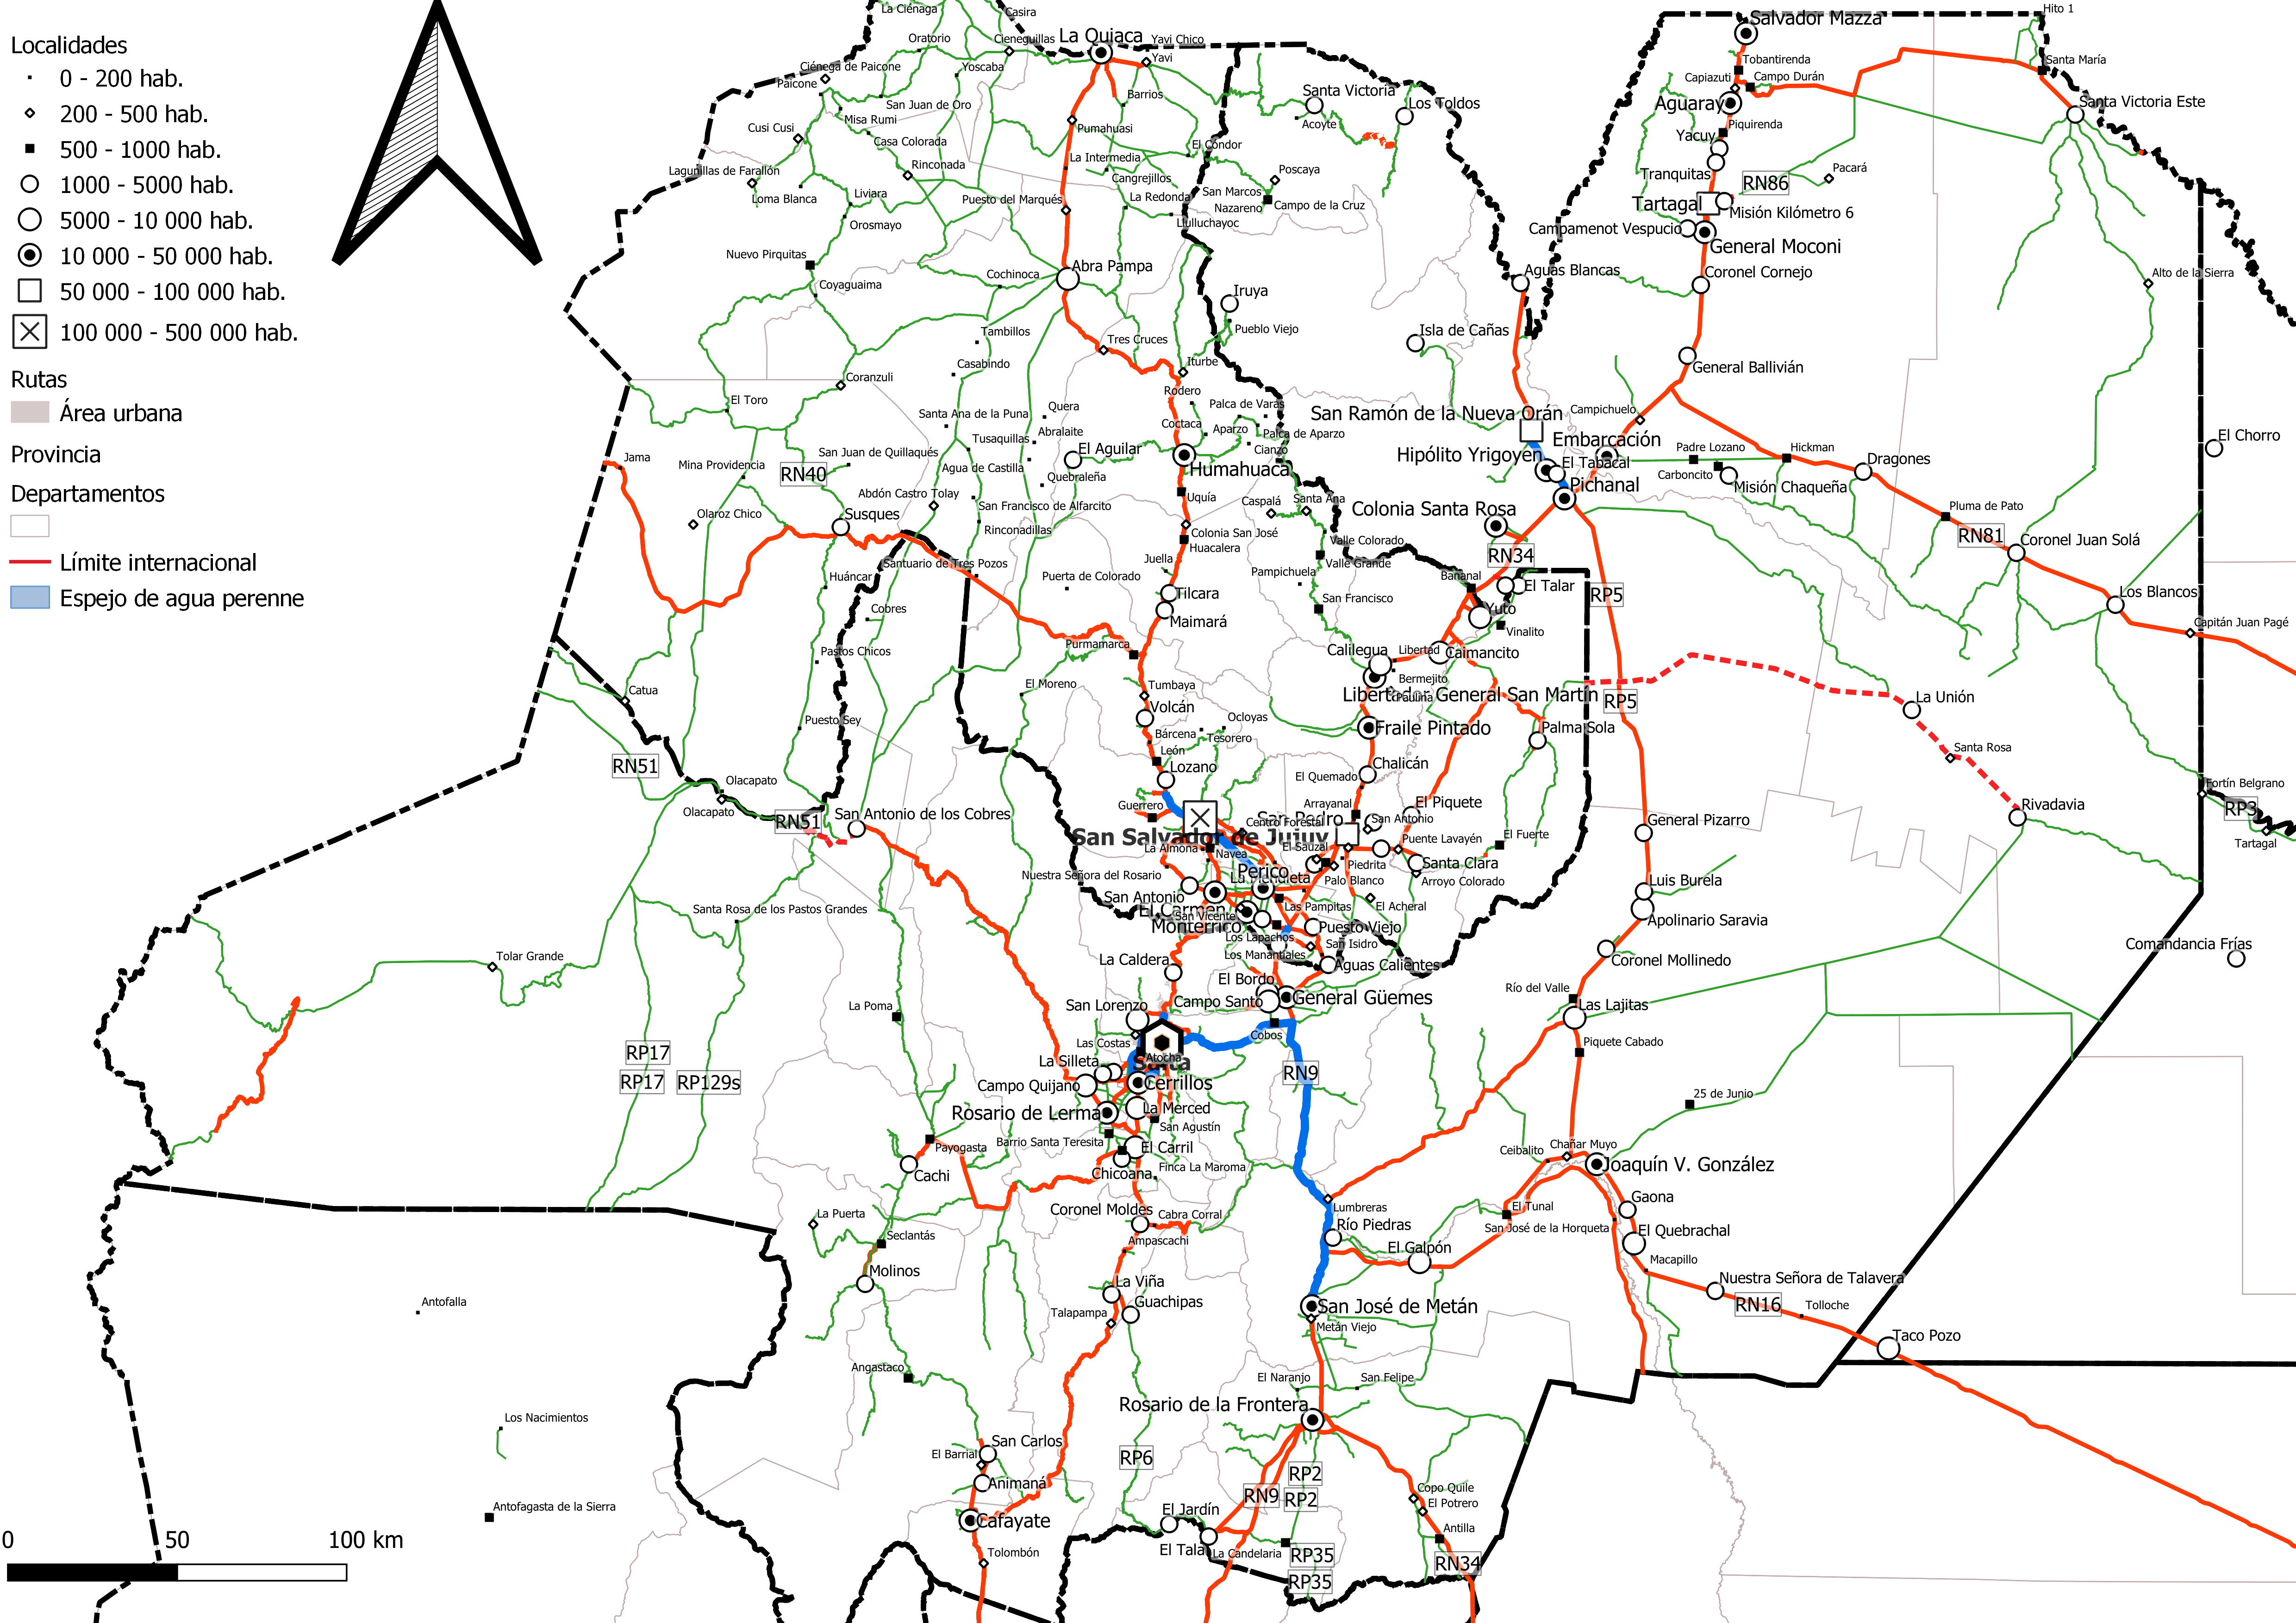 Localidades
0 - 200 hab.
200 - 500 hab.
500 - 1000 hab.
1000 - 5000 hab.
5000 - 10 000 hab.
10 000 - 50 000 hab.
50 000 - 100 000 hab.
100 000 - 500 000 hab.
Rutas
Área urbana
Provincia
Departamentos
Límite internacional
Espejo de agua perenne
La Ciénaga
Casira
Oratorio
Cieneguillas
La Quiaca
Yavi Chico
Yavi
Ciénega de Paicone
Yoscaba
Paicone
San Juan de Oro
Barrios
Misa Rumi
Cusi Cusi
Casa Colorada
Pumahuasi
El Cóndor
Lagunillas de Farallón
Rinconada
La Intermedia
Cangrejillos
Loma Blanca
Liviara
Puesto del Marqués
La Redonda
Llulluchayoc
Orosmayo
Nuevo Pirquitas
Coyaguaima
Cochinoca
Abra Pampa
Santa Victoria
Los Toldos
Acoyte
Poscaya
San Marcos
Nazareno
Campo de la Cruz
Iruya
Pueblo Viejo
Tambillos
Tres Cruces
Iturbe
Casabindo
Coranzuli
El Toro
Rodero
Santa Ana de la Puna
Quera
Palca de Varas
Coctaca
Aparzo
Palca de Aparzo
Abralaite
Tusaquillas
Cianzo
El Aguilar
Humahuaca
San Juan de Quillaqués
Mina Providencia
RN40
Jama
Agua de Castilla
Quebraleña
Abdón Castro Tolay
San Francisco de Alfarcito
Uquía
Caspalá
Santa Ana
Olaroz Chico
Susques
Rinconadillas
Colonia San José
Huacalera
Valle Colorado
Valle Grande
Juella
Santuario de Tres Pozos
Huáncar
Puerta de Colorado
Pampichuela
Tilcara
San Francisco
Cobres
Maimará
Pastos Chicos
Purmamarca
El Moreno
Tumbaya
Catua
Volcán
Puesto Sey
Ocloyas
Bárcena
Tesorero
León
RN51
Lozano
Olacapato
Olacapato
Guerrero
RN51
San Antonio de los Cobres
San Salvador de Jujuy
Salvador Mazza
Hito 1
Tobantirenda
Capiazuti
Campo Durán
Santa María
Aguaray
Santa Victoria Este
Piquirenda
Yacuy
Tranquitas
RN86
Pacará
Tartagal
Misión Kilómetro 6
Campamenot Vespucio
General Moconi
Aguas Blancas
Coronel Cornejo
Alto de la Sierra
Isla de Cañas
General Ballivián
San Ramón de la Nueva Orán
Campichuelo
Embarcación
Hipólito Yrigoyen
El Tabacal
Padre Lozano
Hickman
El Chorro
Carboncito
Misión Chaqueña
Dragones
Pichanal
Colonia Santa Rosa
Pluma de Pato
RN81
Coronel Juan Solá
RN34
Bananal
El Talar
RP5
Yuto
Vinalito
Los Blancos
Capitán Juan Pagé
Calilegua
Libertad
Caimancito
Bermejito
Paulina
Libertador General San Martín
RP5
La Unión
Fraile Pintado
Palma Sola
Santa Rosa
Chalicán
El Quemado
Fortín Belgrano
RP3
Arrayanal
El Piquete
San Pedro
San Antonio
Centro Forestal
Rivadavia
General Pizarro
Tartagal
El Fuerte
Puente Lavayén
La Almona
Navea
El Sauzal
Piedrita
Santa Clara
Nuestra Señora del Rosario
Perico
La Mendieta
Palo Blanco
Arroyo Colorado
Luis Burela
San Antonio
Las Pampitas
El Acheral
El Carmen
San Vicente
Monterrico
Puesto Viejo
Apolinario Saravia
Santa Rosa de los Pastos Grandes
Los Lapachos
San Isidro
Los Manantiales
Aguas Calientes
Comandancia Frías
Tolar Grande
La Caldera
Coronel Mollinedo
El Bordo
Campo Santo
General Güemes
Río del Valle
Las Lajitas
La Poma
San Lorenzo
Cobos
Las Costas
Atocha
Salta
Piquete Cabado
RP17
La Silleta
RN9
RP17
RP129s
Campo Quijano
Cerrillos
25 de Junio
Rosario de Lerma
La Merced
San Agustín
Barrio Santa Teresita
Payogasta
El Carril
Chañar Muyo
Ceibalito
Cachi
Chicoana
Finca La Maroma
Joaquín V. González
Coronel Moldes
Cabra Corral
Lumbreras
El Tunal
Gaona
La Puerta
Río Piedras
San José de la Horqueta
El Quebrachal
Seclantás
Ampascachi
El Galpón
Macapillo
Molinos
La Viña
Nuestra Señora de Talavera
Guachipas
San José de Metán
RN16
Tolloche
Antofalla
Talapampa
Metán Viejo
Taco Pozo
Angastaco
El Naranjo
San Felipe
Rosario de la Frontera
Los Nacimientos
San Carlos
El Barrial
RP6
RP2
Animaná
RN9
RP2
Copo Quile
El Potrero
Antofagasta de la Sierra
Cafayate
El Jardín
Antilla
El Tala
La Candelaria
RP35
RN34
Tolombón
RP35
0 50 100 km